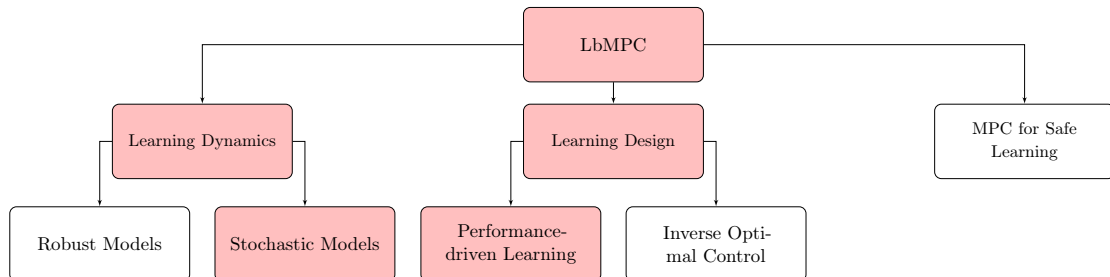 LbMPC
Learning Dynamics
Learning Design
MPC for Safe
Learning
Robust Models
Stochastic Models
Performance-
driven Learning
Inverse Opti-
mal Control